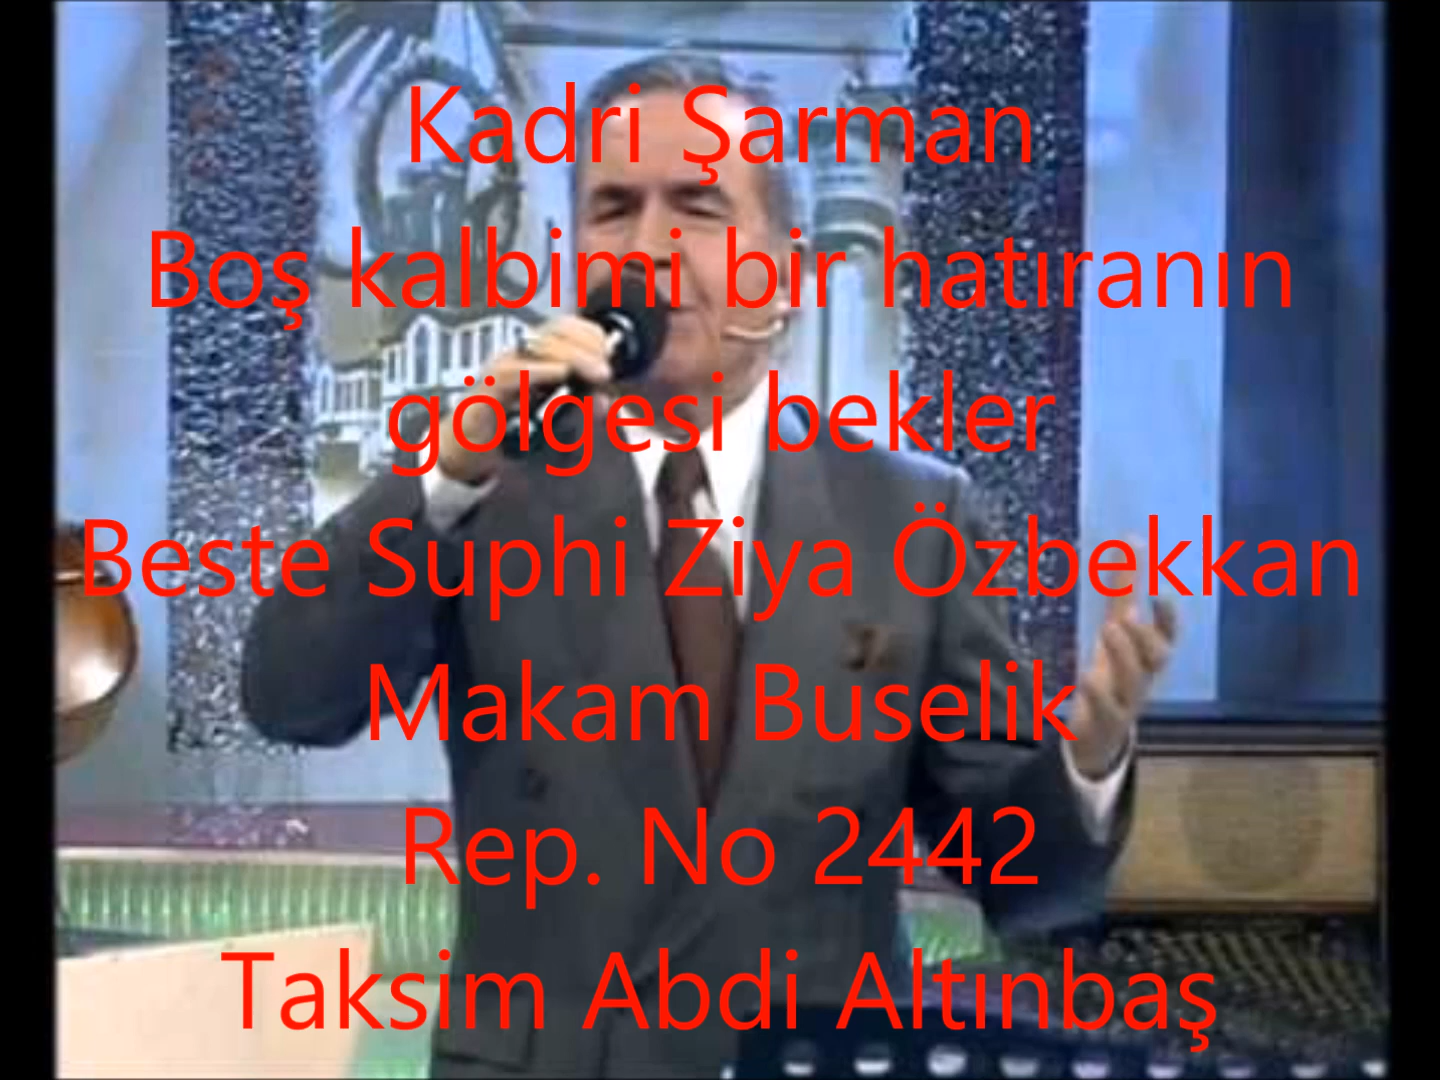 Kadri Şarman
Boş kalbimi bir hatıranın
gölgesi bekler
Beste Suphi Ziya Özbekkan
Makam Buselik
Rep. No 2442
Taksim Abdi Altınbaş